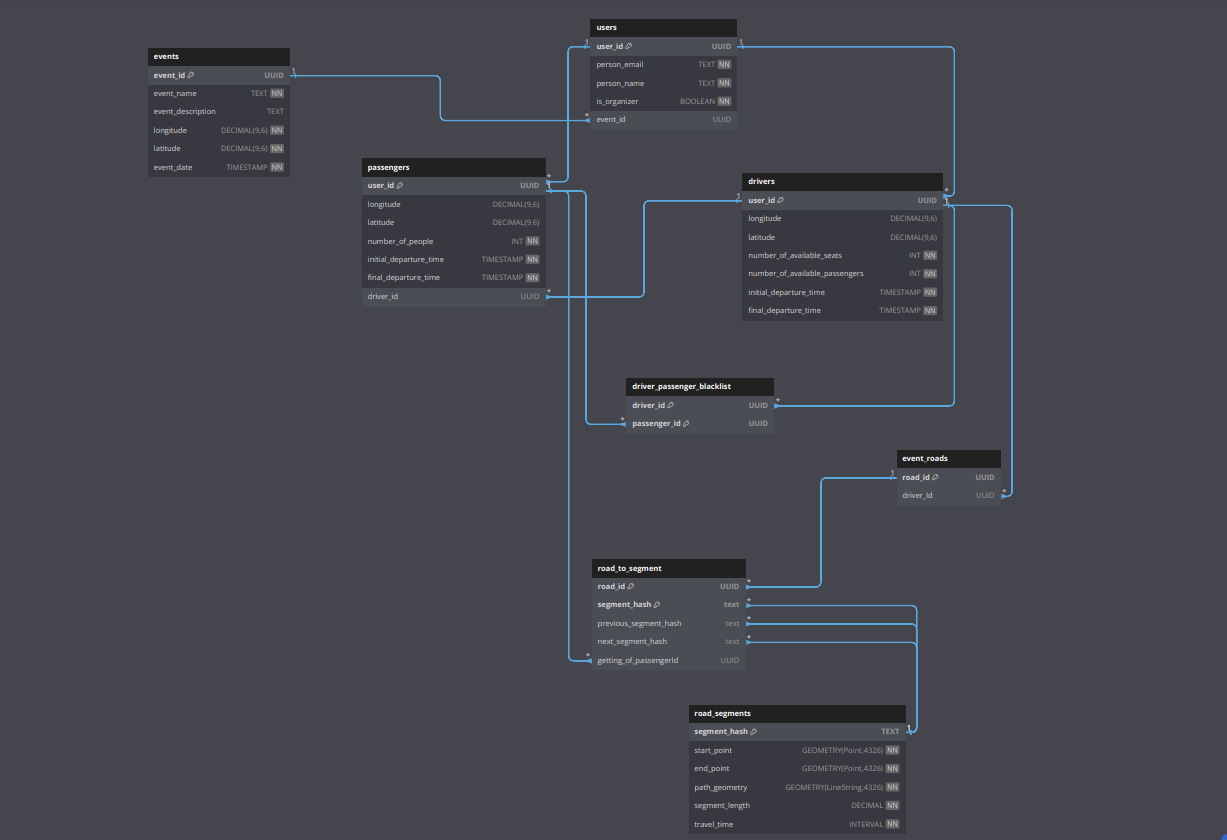 users
user_id UUID
person_email TEXT NN
person_name TEXT NN
is_organizer BOOLEAN NN
event_id UUID
events
event_id UUID
event_name TEXT NN
event_description TEXT
longitude DECIMAL(9,6) NN
latitude DECIMAL(9,6) NN
event_date TIMESTAMP NN
passengers
user_id UUID
longitude DECIMAL(9,6)
latitude DECIMAL(9,6)
number_of_people INT NN
initial_departure_time TIMESTAMP NN
final_departure_time TIMESTAMP NN
driver_id UUID
drivers
user_id UUID
longitude DECIMAL(9,6)
latitude DECIMAL(9,6)
number_of_available_seats INT NN
number_of_available_passengers INT NN
initial_departure_time TIMESTAMP NN
final_departure_time TIMESTAMP NN
driver_passenger_blacklist
driver_id UUID
passenger_id UUID
event_roads
road_id UUID
driver_id UUID
road_to_segment
road_id UUID
segment_hash text
previous_segment_hash text
next_segment_hash text
getting_of_passengerId UUID
road_segments
segment_hash TEXT
start_point GEOMETRY(Point,4326) NN
end_point GEOMETRY(Point,4326) NN
path_geometry GEOMETRY(LineString,4326) NN
segment_length DECIMAL NN
travel_time INTERVAL NN